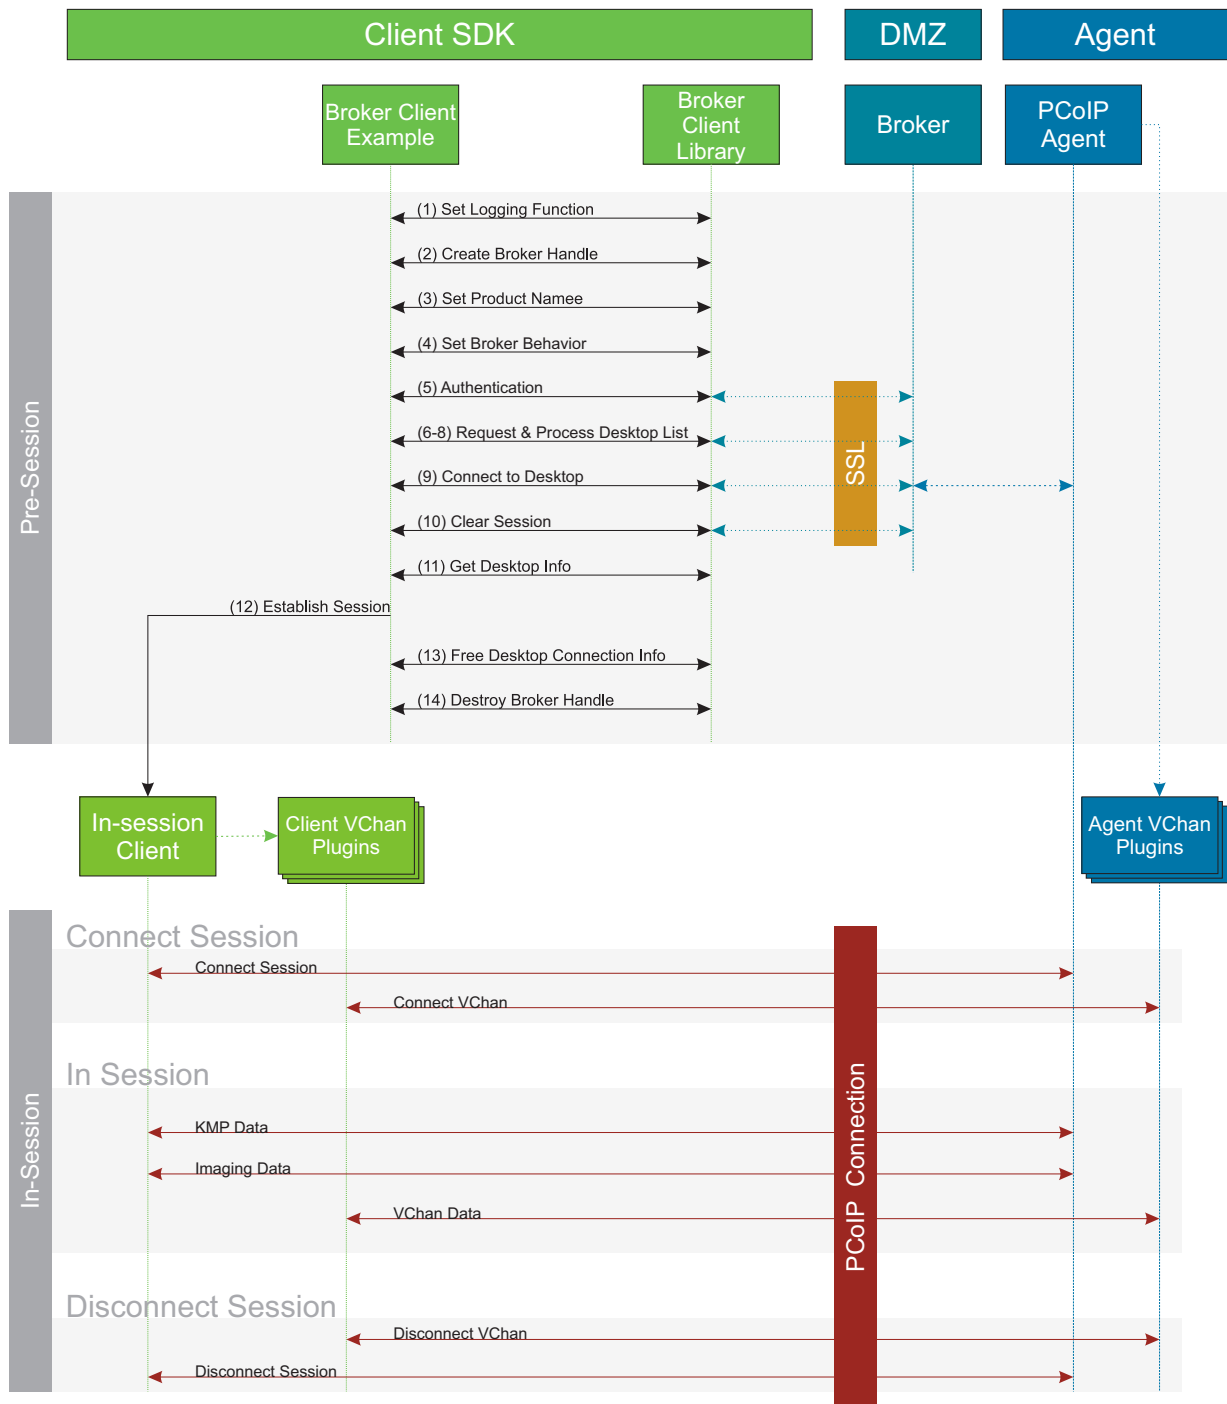 Client SDK
DMZ
Agent
Broker Client
Example
Broker
Client
Library
Broker
PCoIP
Agent
Pre-Session
(1) Set Logging Function
(2) Create Broker Handle
(3) Set Product Namee
(4) Set Broker Behavior
(5) Authentication
(6-8) Request & Process Desktop List
(9) Connect to Desktop
(10) Clear Session
(11) Get Desktop Info
(12) Establish Session
(13) Free Desktop Connection Info
(14) Destroy Broker Handle
SSL
In-session
Client
Client VChan
Plugins
Agent VChan
Plugins
In-Session
Connect Session
Connect Session
Connect VChan
In Session
KMP Data
Imaging Data
VChan Data
Disconnect Session
Disconnect VChan
Disconnect Session
PCoIP Connection